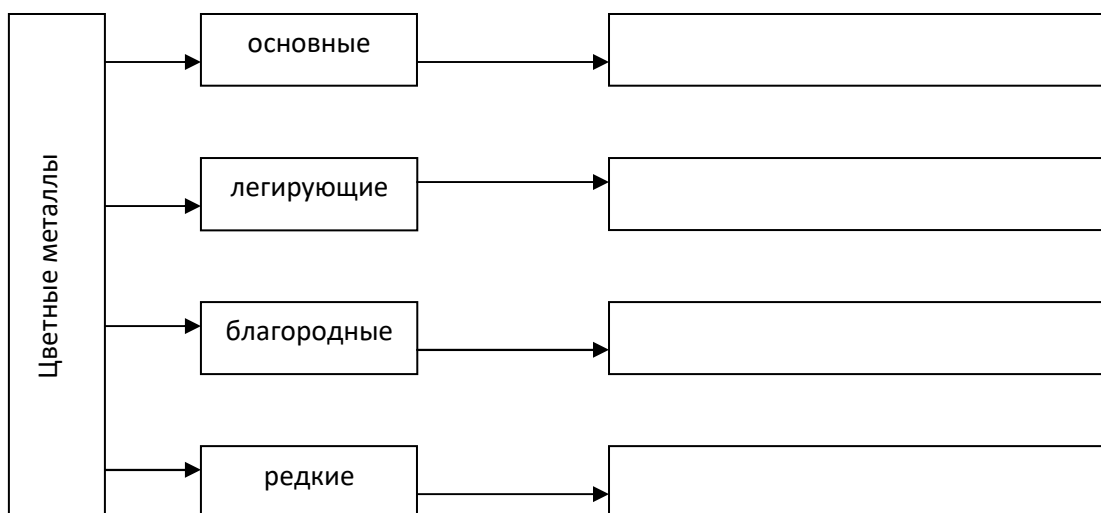 Цветные металлы
основные
легирующие
благородные
редкие